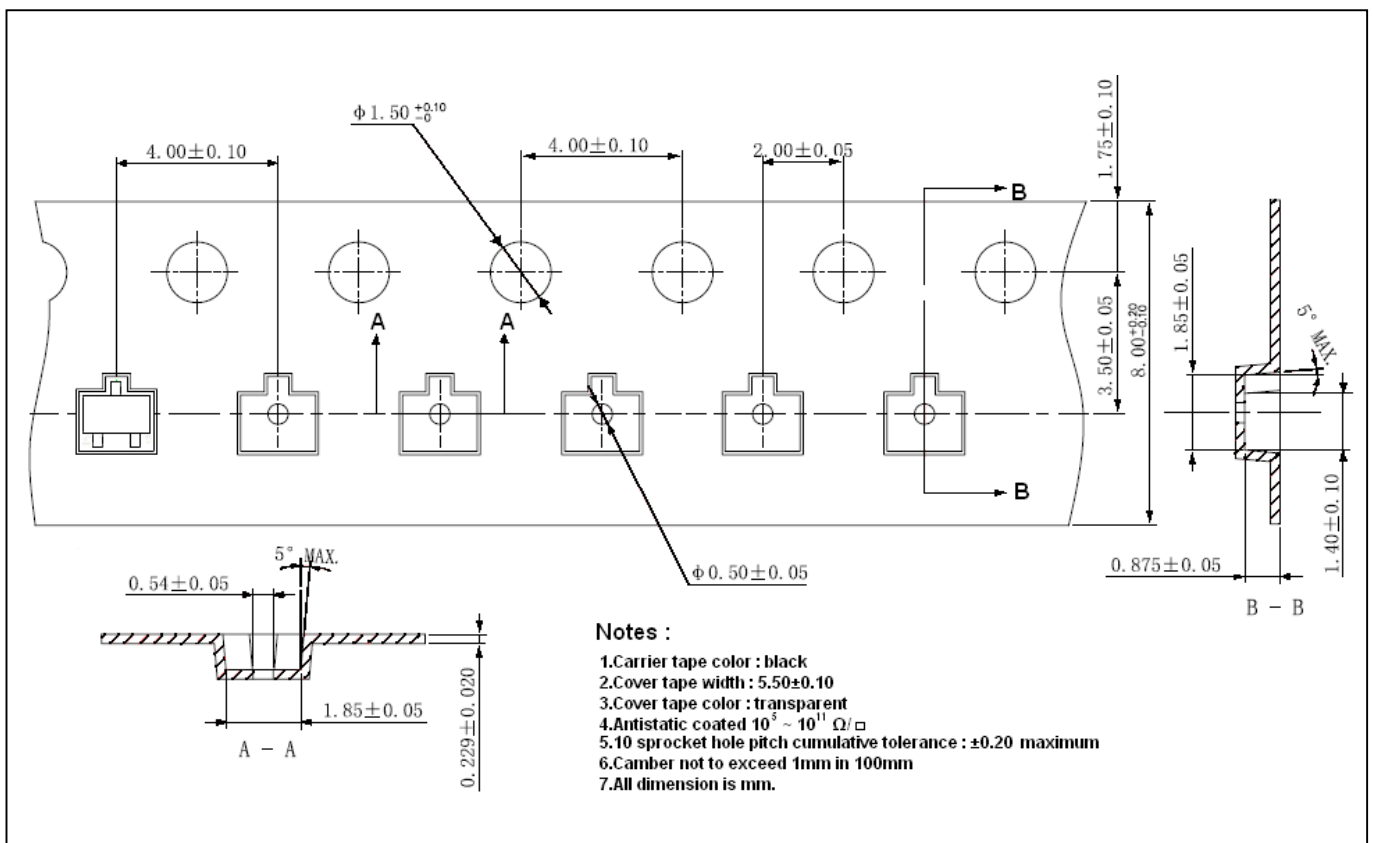 φ1.50 +0.10 -0
4.00±0.10
4.00±0.10
2.00±0.05
1.75±0.10
B
A
A
3.50±0.05
8.00 +0.20 -0.10
1.85±0.05
5° MAX.
B
1.40±0.10
0.875±0.05
B - B
5° MAX.
0.54±0.05
φ0.50±0.05
1.85±0.05
A - A
0.229±0.020
Notes :
1.Carrier tape color : black
2.Cover tape width : 5.50±0.10
3.Cover tape color : transparent
4.Antistatic coated 10⁵ ~ 10¹¹ Ω/□
5.10 sprocket hole pitch cumulative tolerance : ±0.20 maximum
6.Camber not to exceed 1mm in 100mm
7.All dimension is mm.